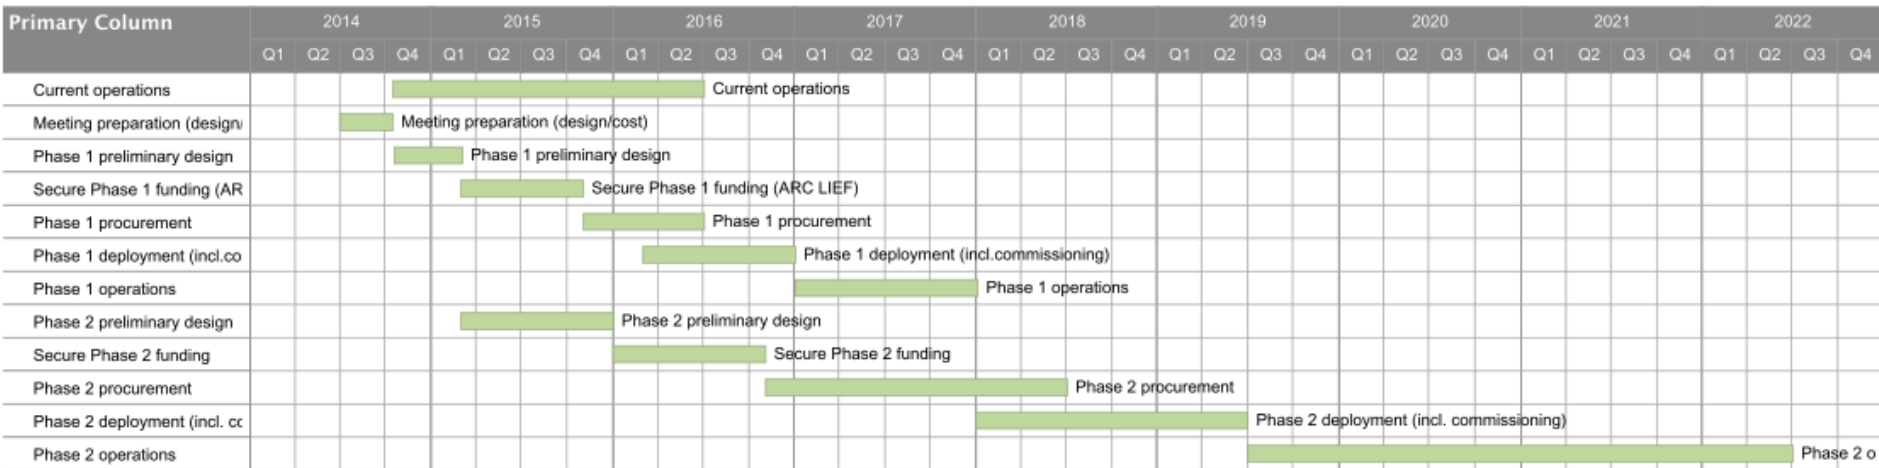 Primary Column 2014 2015 2016 2017 2018 2019 2020 2021 2022
Q1 Q2 Q3 Q4 Q1 Q2 Q3 Q4 Q1 Q2 Q3 Q4 Q1 Q2 Q3 Q4 Q1 Q2 Q3 Q4 Q1 Q2 Q3 Q4 Q1 Q2 Q3 Q4 Q1 Q2 Q3 Q4 Q1 Q2 Q3 Q4
Current operations Current operations
Meeting preparation (design/ Meeting preparation (design/cost)
Phase 1 preliminary design Phase 1 preliminary design
Secure Phase 1 funding (AR Secure Phase 1 funding (ARC LIEF)
Phase 1 procurement Phase 1 procurement
Phase 1 deployment (incl.co Phase 1 deployment (incl.commissioning)
Phase 1 operations Phase 1 operations
Phase 2 preliminary design Phase 2 preliminary design
Secure Phase 2 funding Secure Phase 2 funding
Phase 2 procurement Phase 2 procurement
Phase 2 deployment (incl. cc Phase 2 deployment (incl. commissioning)
Phase 2 operations Phase 2 o